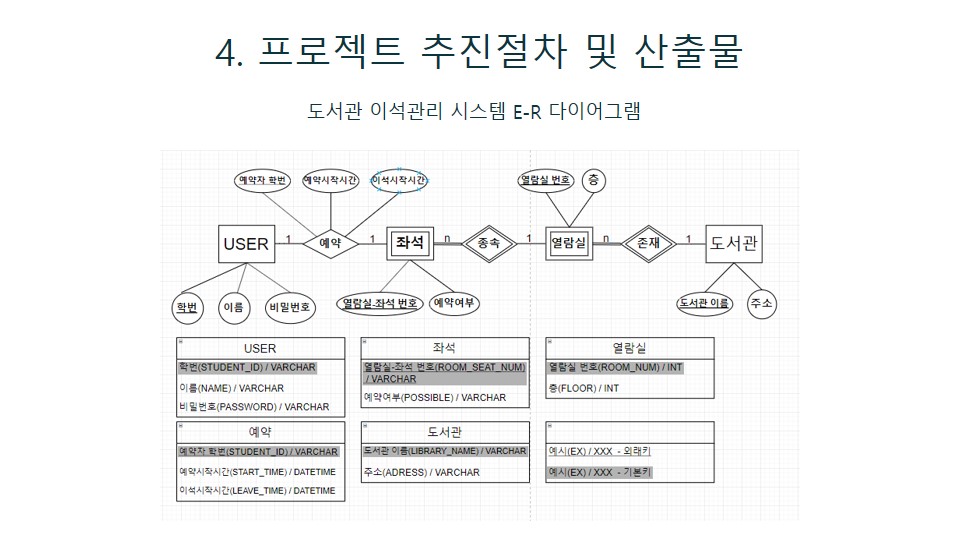 4. 프로젝트 추진절차 및 산출물
도서관 이석관리 시스템 E-R 다이어그램
예약자 학번
예약시작시간
이석시작시간
열람실 번호
층
USER
1
예약
1
좌석
n
종속
1
열람실
n
존재
1
도서관
학번
이름
비밀번호
열람실-좌석 번호
예약여부
도서관 이름
주소
USER
학번(STUDENT_ID) / VARCHAR
이름(NAME) / VARCHAR
비밀번호(PASSWORD) / VARCHAR
좌석
열람실-좌석 번호(ROOM_SEAT_NUM)
/ VARCHAR
예약여부(POSSIBLE) / VARCHAR
열람실
열람실 번호(ROOM_NUM) / INT
층(FLOOR) / INT
예약
예약자 학번(STUDENT_ID) / VARCHAR
예약시작시간(START_TIME) / DATETIME
이석시작시간(LEAVE_TIME) / DATETIME
도서관
도서관 이름(LIBRARY_NAME) / VARCHAR
주소(ADRESS) / VARCHAR
예시(EX) / XXX - 외래키
예시(EX) / XXX - 기본키